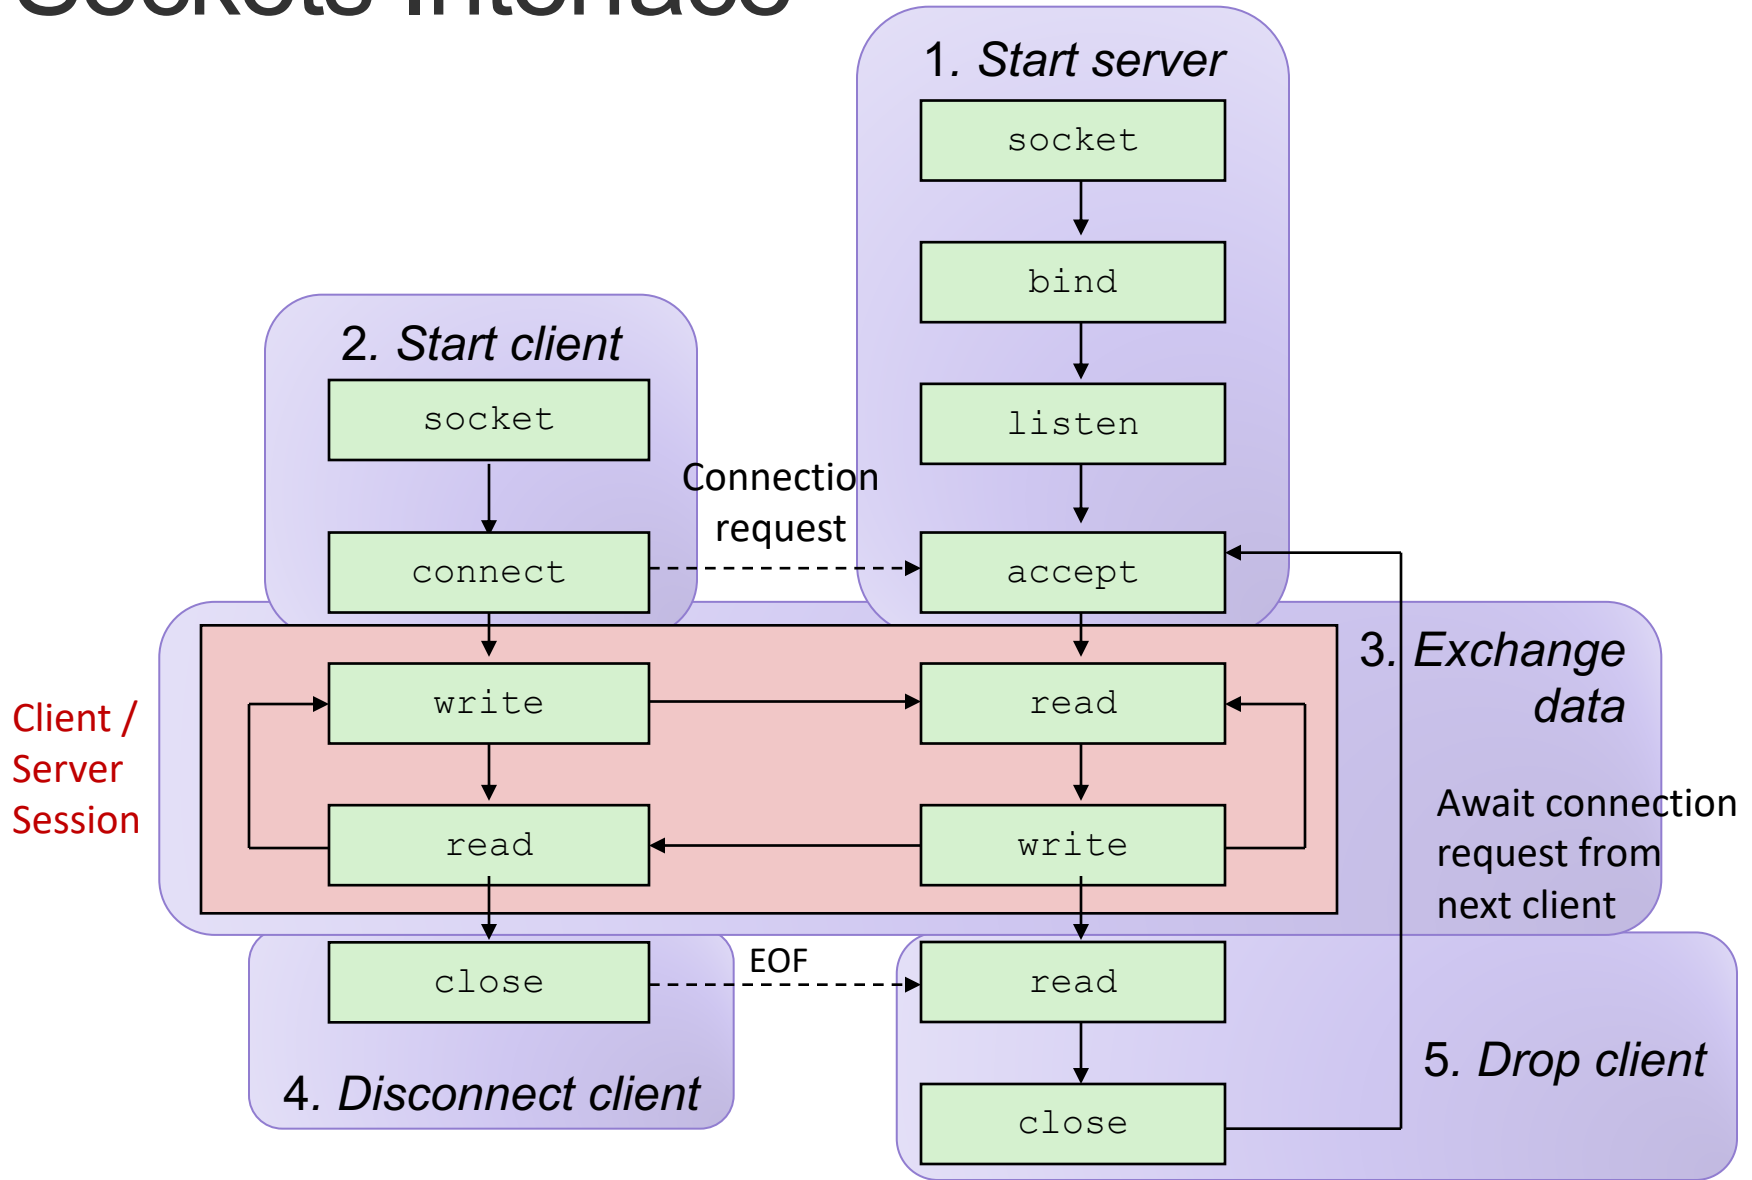 Sockets Interface
1. Start server
socket
bind
listen
accept
2. Start client
socket
connect
Connection
request
3. Exchange
data
Client /
Server
Session
write
read
read
write
Await connection
request from
next client
close
EOF
read
close
4. Disconnect client
5. Drop client